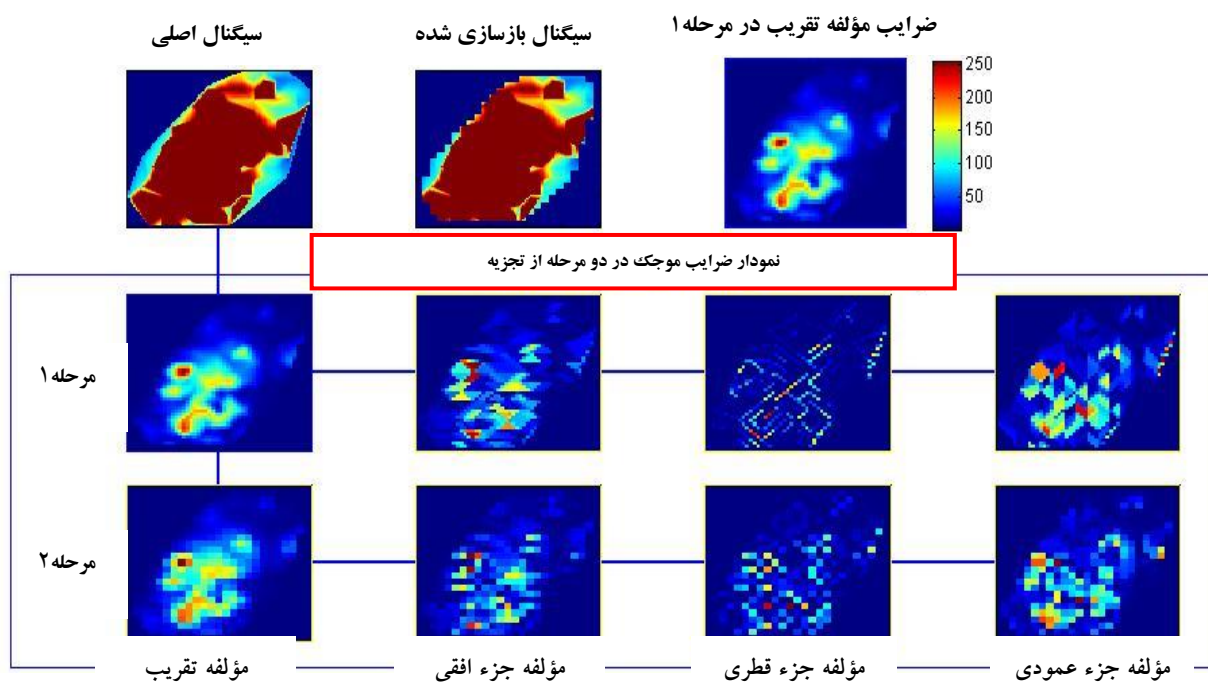 ضرایب مؤلفه تقریب در مرحله۱
سیگنال بازسازی شده
سیگنال اصلی
250
200
150
100
50
نمودار ضرایب موجک در دو مرحله از تجزیه
مرحله۱
مرحله۲
مؤلفه تقریب
مؤلفه جزء افقی
مؤلفه جزء قطری
مؤلفه جزء عمودی